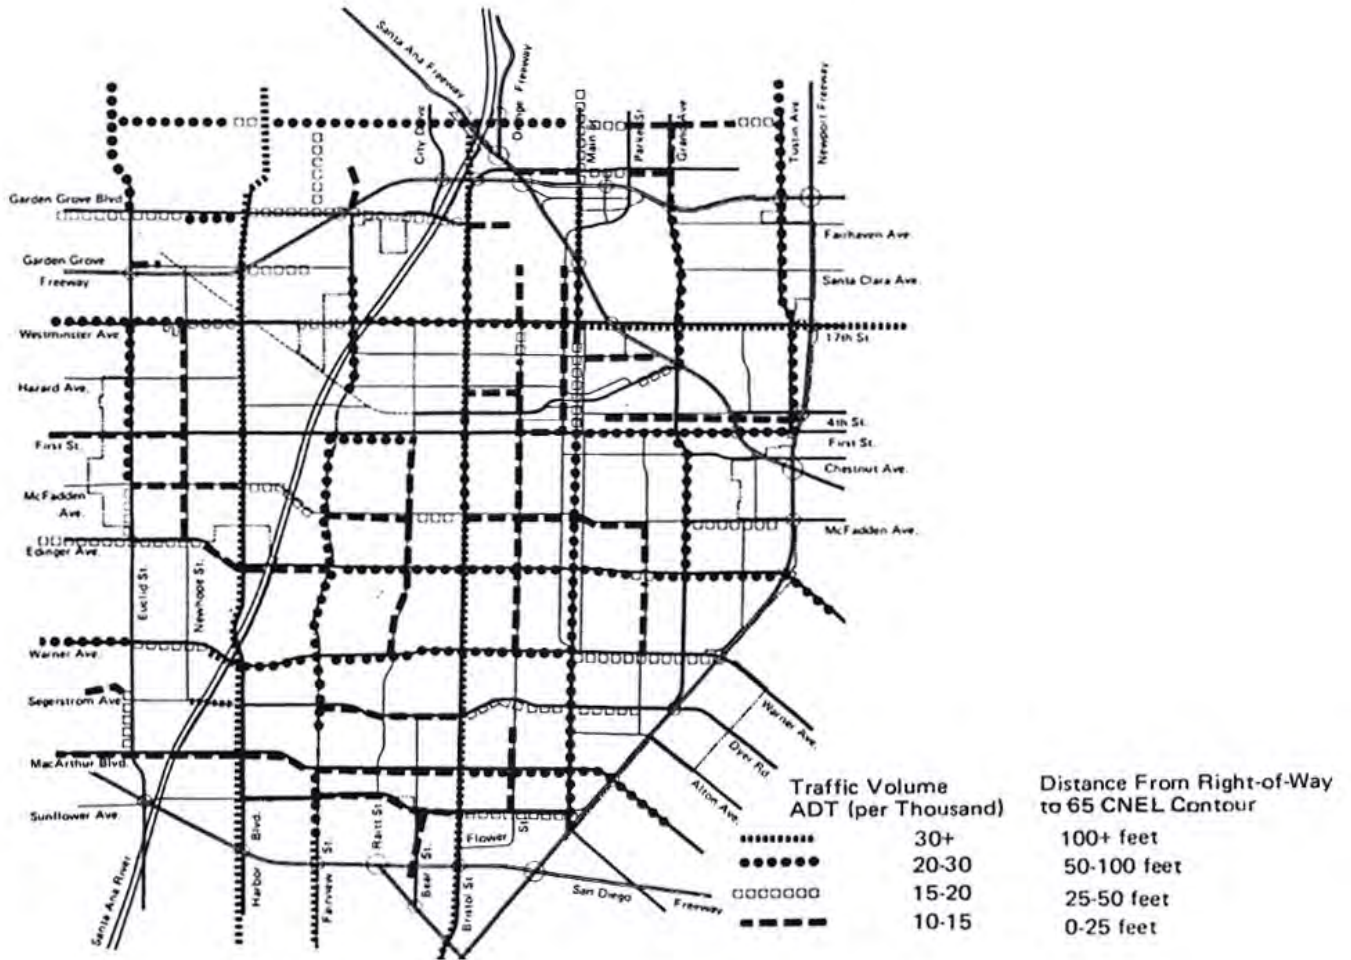 Santa Ana Freeway
Orange Freeway
City Drive
Main St.
Parker St.
Grand Ave
Tustin Ave
Newport Freeway
Garden Grove Blvd.
Fairhaven Ave.
Garden Grove
Freeway
Santa Clara Ave.
Westminster Ave
17th St
Hazard Ave.
4th St.
First St.
First St.
Chestnut Ave.
McFadden
Ave.
McFadden Ave.
Edinger Ave.
Euclid St.
Newhope St.
Warner Ave.
Segerstrom Ave
Warner Ave.
Dyer Rd.
Alton Ave.
MacArthur Blvd.
Sunflower Ave.
Raitt St
Flower
St
Harbor
Blvd.
Fairview
St.
Bear St.
Bristol St
Santa Ana River
San Diego
Freeway
Traffic Volume
ADT (per Thousand)
Distance From Right-of-Way
to 65 CNEL Contour
30+
100+ feet
20-30
50-100 feet
15-20
25-50 feet
10-15
0-25 feet